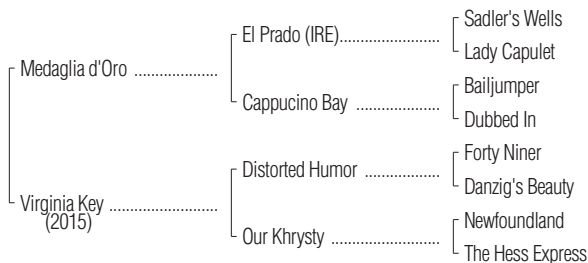 Medaglia d'Oro ..................
El Prado (IRE)......................
Sadler's Wells
Lady Capulet
Cappucino Bay ..................
Bailjumper
Dubbed In
Virginia Key .......................
(2015)
Distorted Humor ................
Forty Niner
Danzig's Beauty
Our Khrysty ........................
Newfoundland
The Hess Express